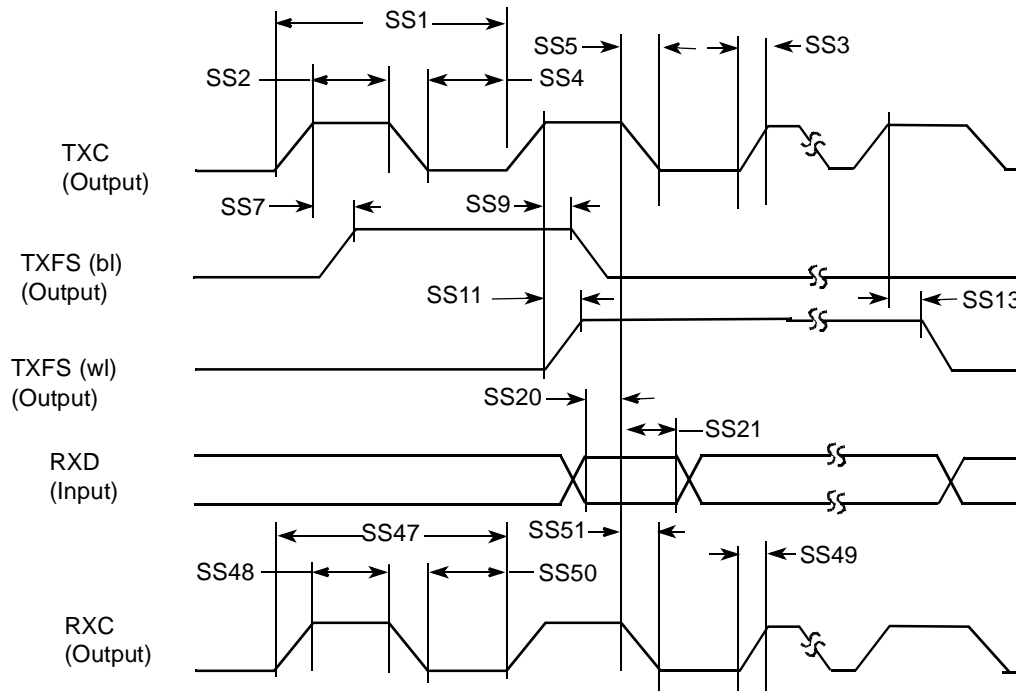 SS1
SS5
SS3
SS2
SS4
TXC
(Output)
SS7
SS9
TXFS (bl)
(Output)
SS11
SS13
TXFS (wl)
(Output)
SS20
SS21
RXD
(Input)
SS47
SS51
SS49
SS48
SS50
RXC
(Output)